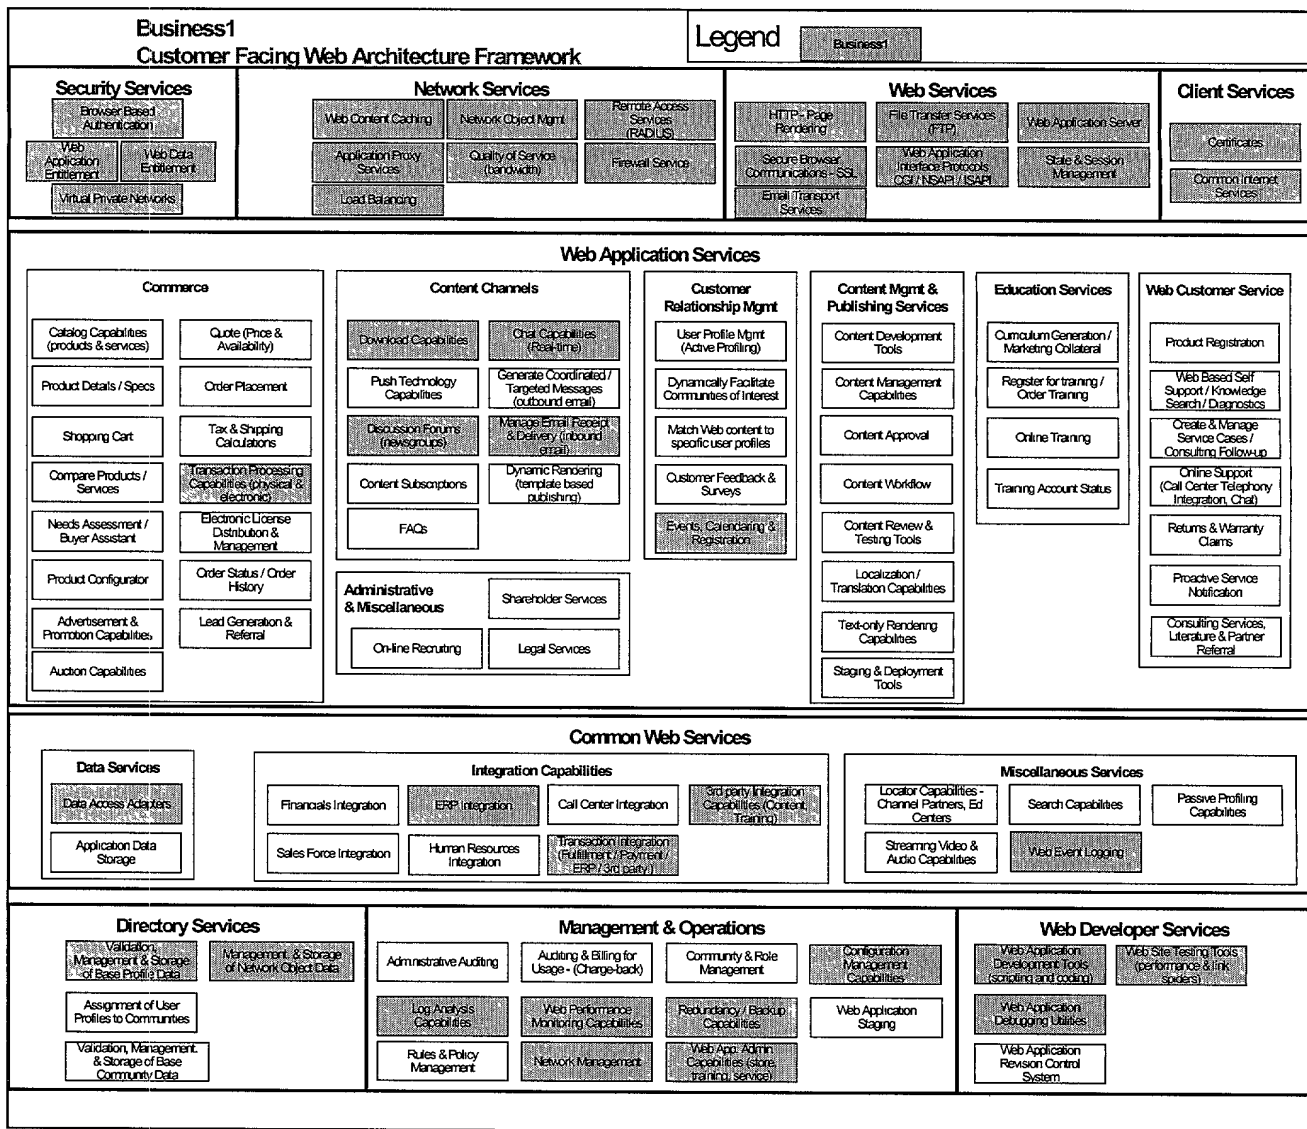 Business1
Customer Facing Web Architecture Framework
Legend
Business1
Security Services
Browser Based
Authentication
Web
Application
Entitlement
Web Data
Entitlement
Virtual Private Networks
Network Services
Web Content Caching
Network Object Mgmt
Remote Access
Services
(RADIUS)
Application Proxy
Services
Quality of Service
(bandwidth)
Firewall Service
Load Balancing
Web Services
HTTP - Page
Rendering
File Transfer Services
(FTP)
Web Application Server
Secure Browser
Communications - SSL
Web Application
Interface Protocols
CGI / NSAPI / ISAPI
State & Session
Management
Email Transport
Services
Client Services
Certificates
Common Internet
Services
Web Application Services
Commerce
Catalog Capabilities
(products & services)
Quote (Price &
Availability)
Product Details / Specs
Order Placement
Shopping Cart
Tax & Shipping
Calculations
Compare Products /
Services
Transaction Processing
Capabilities (physical &
electronic)
Needs Assessment /
Buyer Assistant
Electronic License
Distribution &
Management
Product Configurator
Order Status / Order
History
Advertisement &
Promotion Capabilities
Lead Generation &
Referral
Auction Capabilities
Content Channels
Download Capabilities
Chat Capabilities
(Real-time)
Push Technology
Capabilities
Generate Coordinated /
Targeted Messages
(outbound email)
Discussion Forums
(newsgroups)
Manage Email Receipt
& Delivery (inbound
email)
Content Subscriptions
Dynamic Rendering
(template based
publishing)
FAQs
Administrative
& Miscellaneous
Shareholder Services
On-line Recruiting
Legal Services
Customer
Relationship Mgmt
User Profile Mgmt
(Active Profiling)
Dynamically Facilitate
Communities of Interest
Match Web content to
specific user profiles
Customer Feedback &
Surveys
Events, Calendaring &
Registration
Content Mgmt &
Publishing Services
Content Development
Tools
Content Management
Capabilities
Content Approval
Content Workflow
Content Review &
Testing Tools
Localization /
Translation Capabilities
Text-only Rendering
Capabilities
Staging & Deployment
Tools
Education Services
Curriculum Generation /
Marketing Collateral
Register for training /
Order Training
Online Training
Training Account Status
Web Customer Service
Product Registration
Web Based Self
Support / Knowledge
Search / Diagnostics
Create & Manage
Service Cases /
Consulting Follow-up
Online Support
(Call Center Telephony
Integration, Chat)
Returns & Warranty
Claims
Proactive Service
Notification
Consulting Services,
Literature & Partner
Referral
Common Web Services
Data Services
Data Access Adapters
Application Data
Storage
Integration Capabilities
Financials Integration
ERP Integration
Call Center Integration
3rd party Integration
Capabilities (Content,
Training)
Sales Force Integration
Human Resources
Integration
Transaction Integration
(Fulfillment / Payment /
ERP / 3rd party)
Miscellaneous Services
Locator Capabilities -
Channel Partners, Ed
Centers
Search Capabilities
Passive Profiling
Capabilities
Streaming Video &
Audio Capabilities
Web Event Logging
Directory Services
Validation,
Management & Storage
of Base Profile Data
Management & Storage
of Network Object Data
Assignment of User
Profiles to Communities
Validation, Management,
& Storage of Base
Community Data
Management & Operations
Administrative Auditing
Auditing & Billing for
Usage - (Charge-back)
Community & Role
Management
Configuration
Management
Capabilities
Log Analysis
Capabilities
Web Performance
Monitoring Capabilities
Redundancy / Backup
Capabilities
Web Application
Staging
Rules & Policy
Management
Network Management
Web App. Admin
Capabilities (store,
training, service)
Web Developer Services
Web Application
Development Tools
(scripting and coding)
Web Site Testing Tools
(performance & link
spiders)
Web Application
Debugging Utilities
Web Application
Revision Control
System